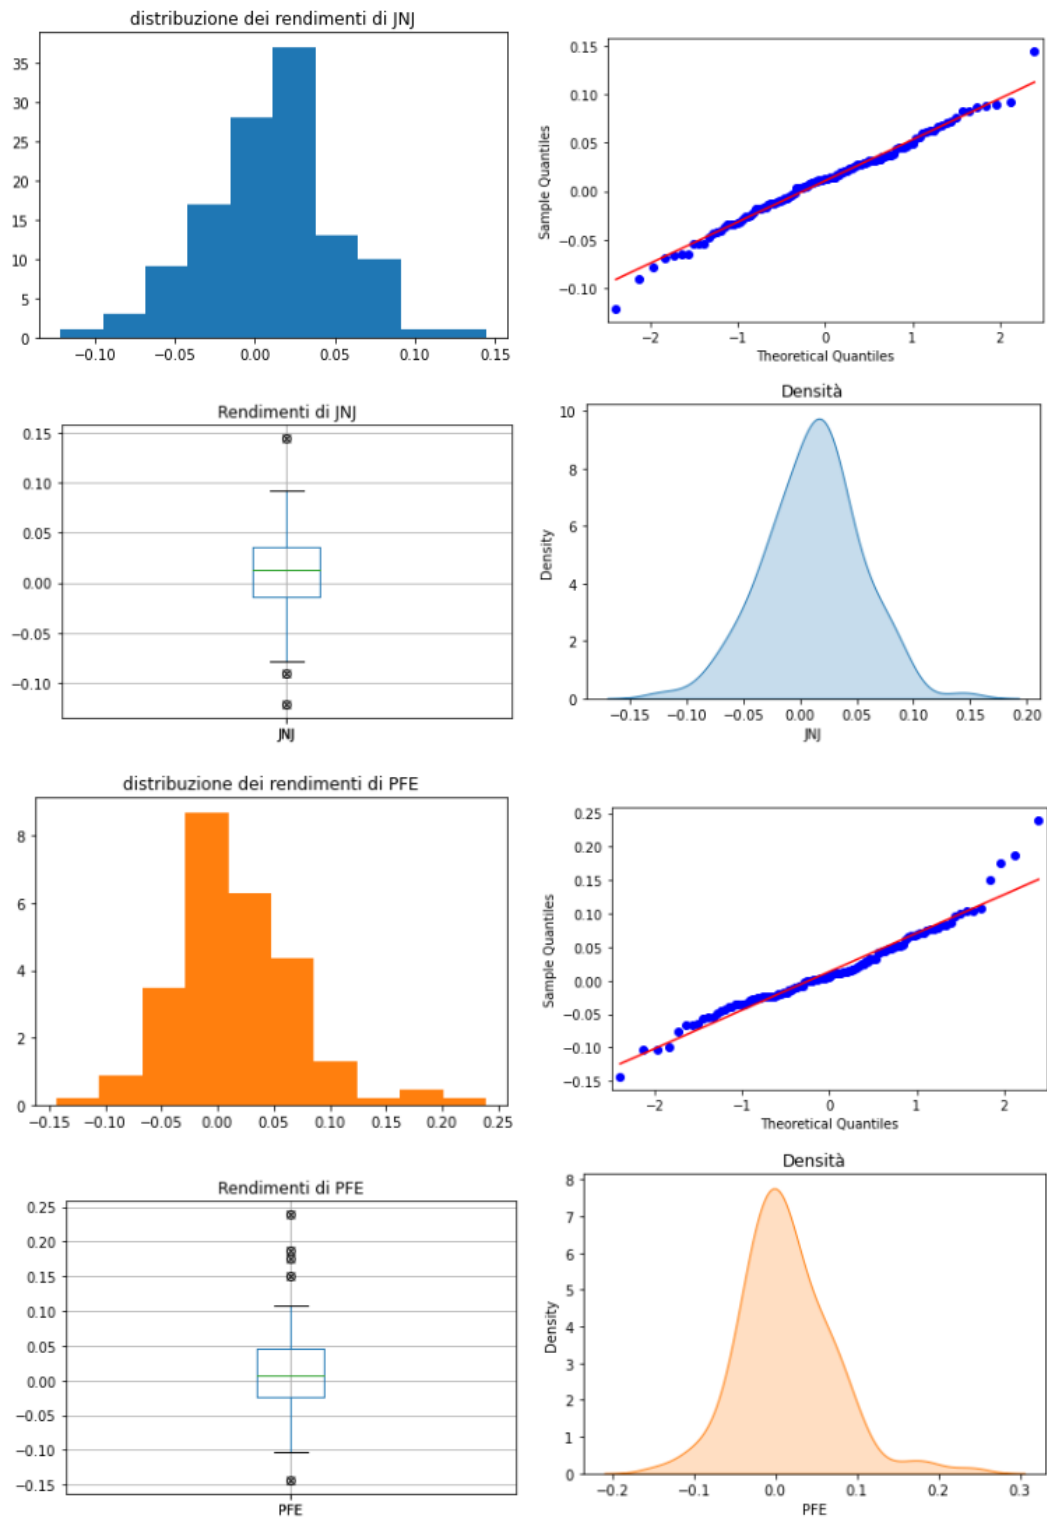 distribuzione dei rendimenti di JNJ
35
30
25
20
15
10
5
0
−0.10 −0.05 0.00 0.05 0.10 0.15
0.15
0.10
0.05
0.00
−0.05
−0.10
Sample Quantiles
−2 −1 0 1 2
Theoretical Quantiles
Rendimenti di JNJ
0.15
0.10
0.05
0.00
−0.05
−0.10
JNJ
Densità
10
8
6
4
2
0
Density
−0.15 −0.10 −0.05 0.00 0.05 0.10 0.15 0.20
JNJ
distribuzione dei rendimenti di PFE
8
6
4
2
0
−0.15 −0.10 −0.05 0.00 0.05 0.10 0.15 0.20 0.25
0.25
0.20
0.15
0.10
0.05
0.00
−0.05
−0.10
−0.15
Sample Quantiles
−2 −1 0 1 2
Theoretical Quantiles
Rendimenti di PFE
0.25
0.20
0.15
0.10
0.05
0.00
−0.05
−0.10
−0.15
PFE
Densità
8
7
6
5
4
3
2
1
0
Density
−0.2 −0.1 0.0 0.1 0.2 0.3
PFE